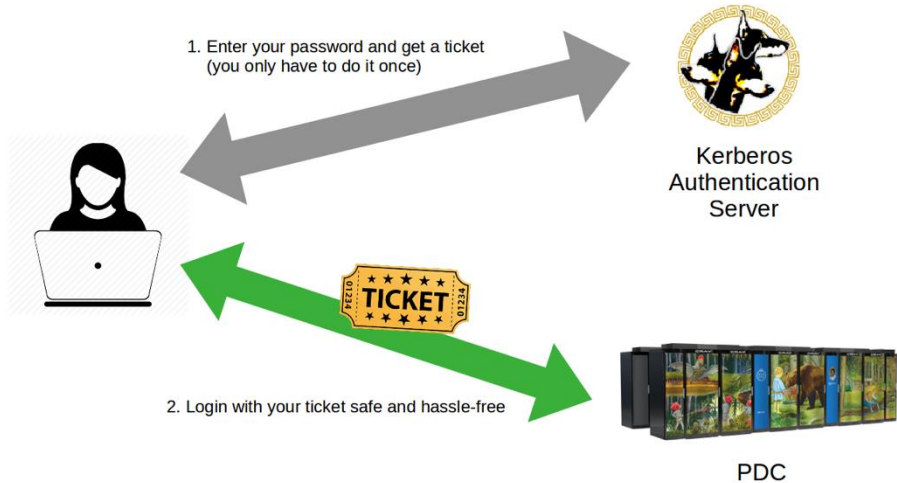 1. Enter your password and get a ticket
(you only have to do it once)
Kerberos
Authentication
Server
01234
TICKET
01234
2. Login with your ticket safe and hassle-free
PDC